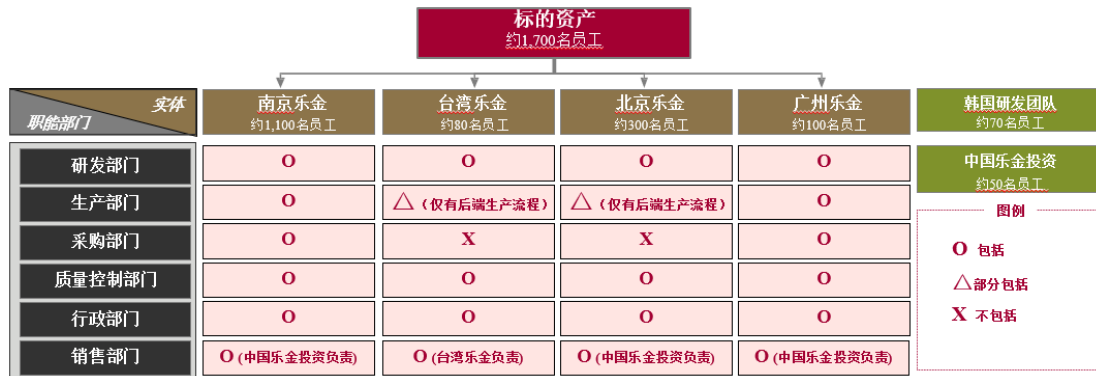 标的资产
约1,700名员工
实体
职能部门
南京乐金
约1,100名员工
台湾乐金
约80名员工
北京乐金
约300名员工
广州乐金
约100名员工
韩国研发团队
约70名员工
研发部门
O
O
O
O
中国乐金投资
约50名员工
生产部门
O
△（仅有后端生产流程）
△（仅有后端生产流程）
O
图例
采购部门
O
X
X
O
O 包括
质量控制部门
O
O
O
O
△部分包括
行政部门
O
O
O
O
X 不包括
销售部门
O (中国乐金投资负责)
O (台湾乐金负责)
O (中国乐金投资负责)
O (中国乐金投资负责)